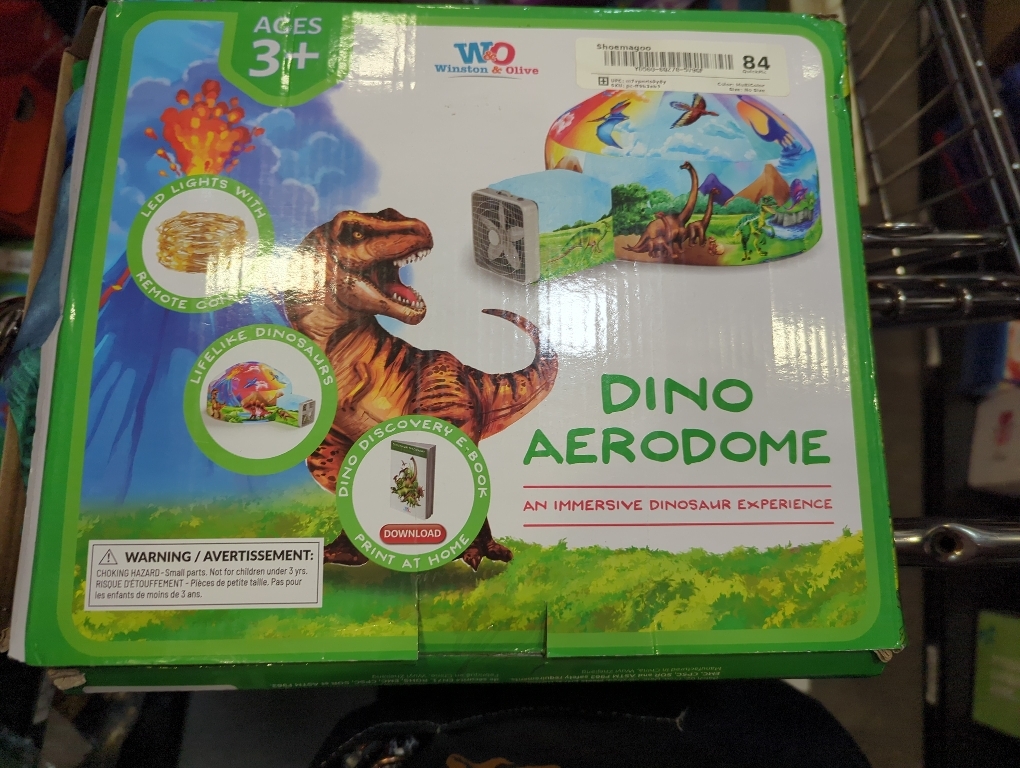 AGES
3+
W&O
Winston & Olive
Shoemagoo
84
LED LIGHTS WITH
REMOTE
LIFELIKE DINOSAURS
DINO DISCOVERY E-BOOK
DOWNLOAD
PRINT AT HOME
DINO
AERODOME
AN IMMERSIVE DINOSAUR EXPERIENCE
WARNING / AVERTISSEMENT:
CHOKING HAZARD - Small parts. Not for children under 3 yrs.
RISQUE D'ÉTOUFFEMENT - Pièces de petite taille. Pas pour
les enfants de moins de 3 ans.